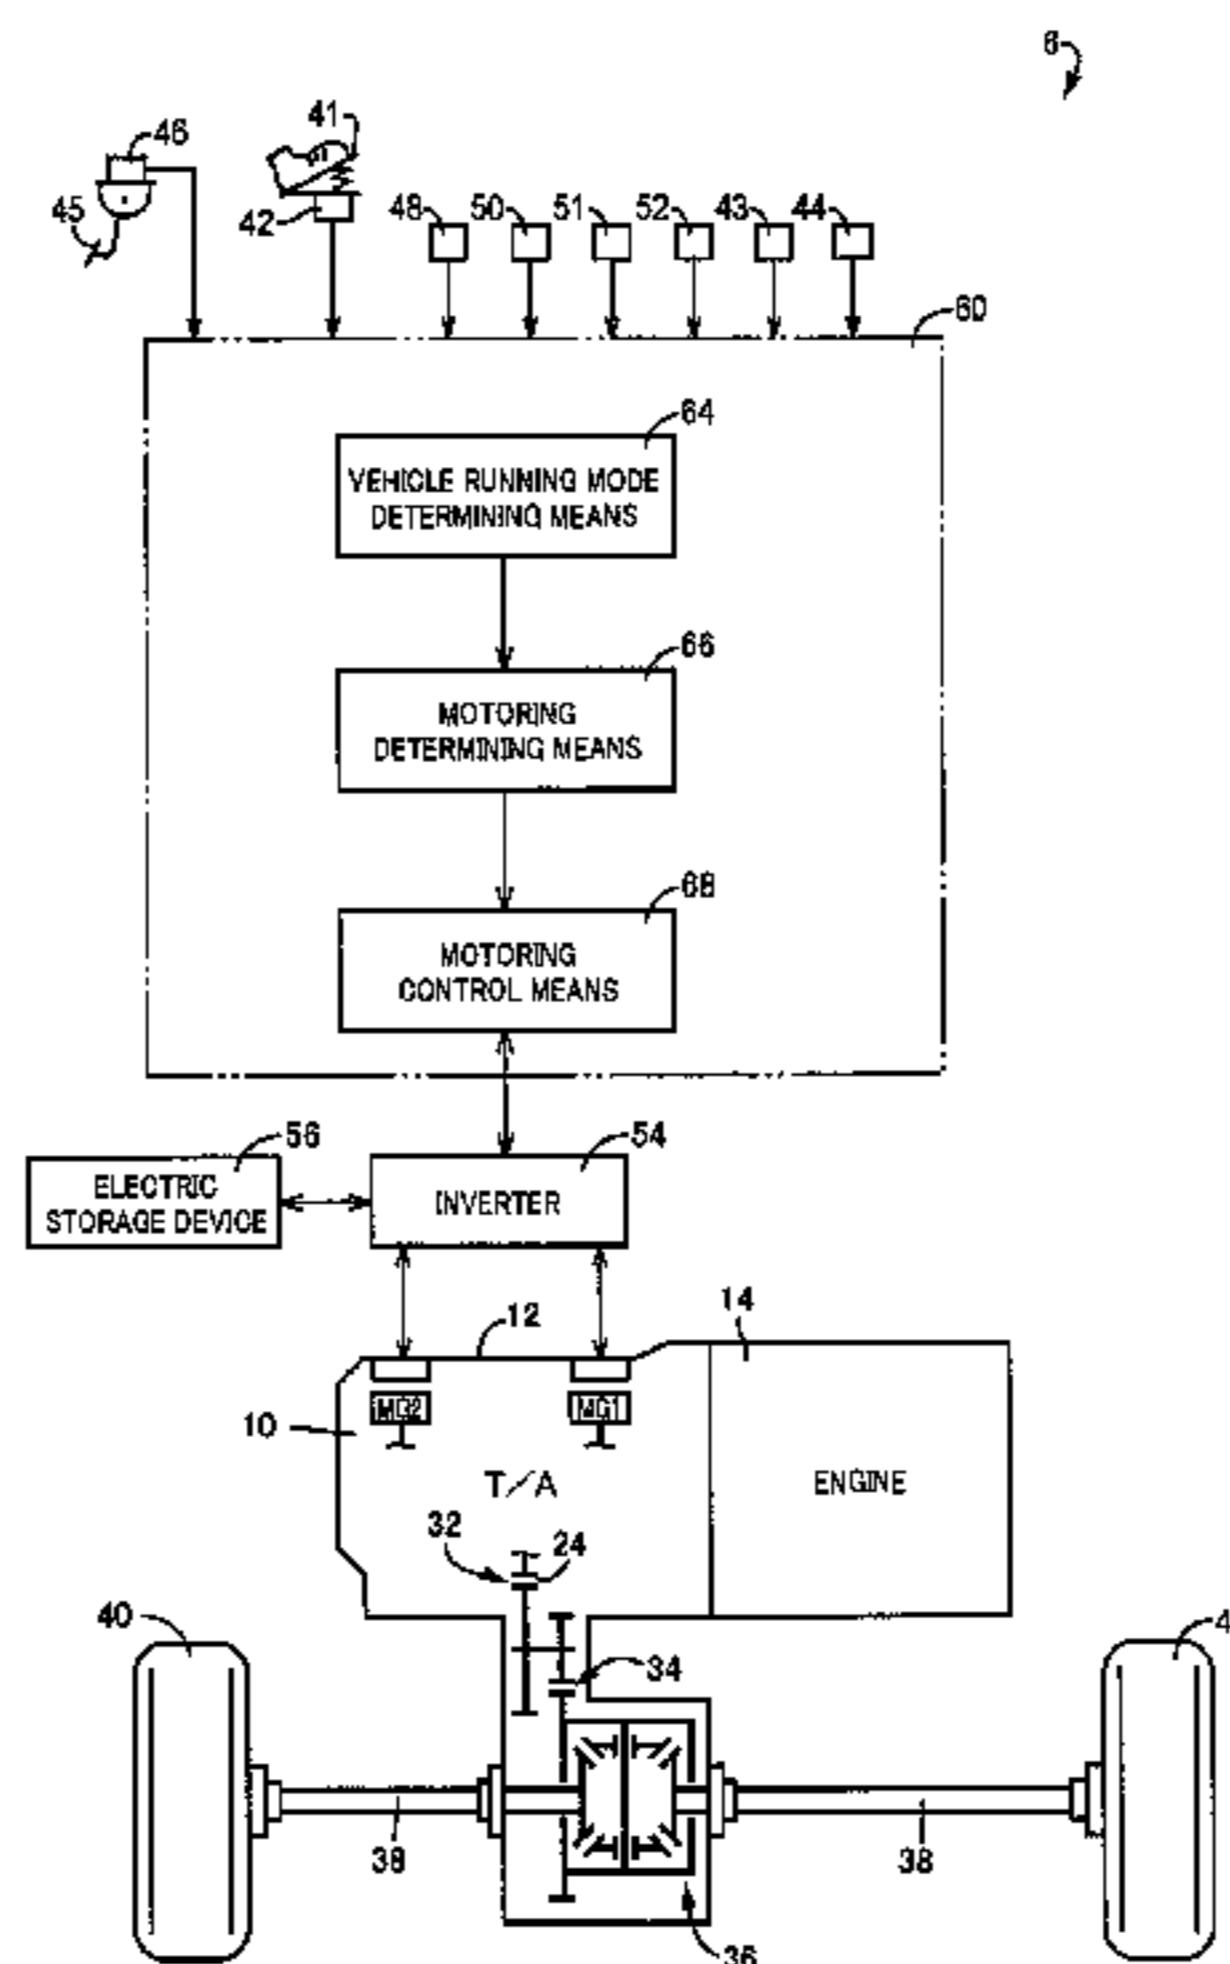 6
46
41
45
42
48
50
51
52
43
44
60
64
VEHICLE RUNNING MODE
DETERMINING MEANS
66
MOTORING
DETERMINING MEANS
68
MOTORING
CONTROL MEANS
56
54
ELECTRIC
STORAGE DEVICE
INVERTER
12
14
MG2
MG1
10
T/A
ENGINE
32
24
40
4
34
38
38
36